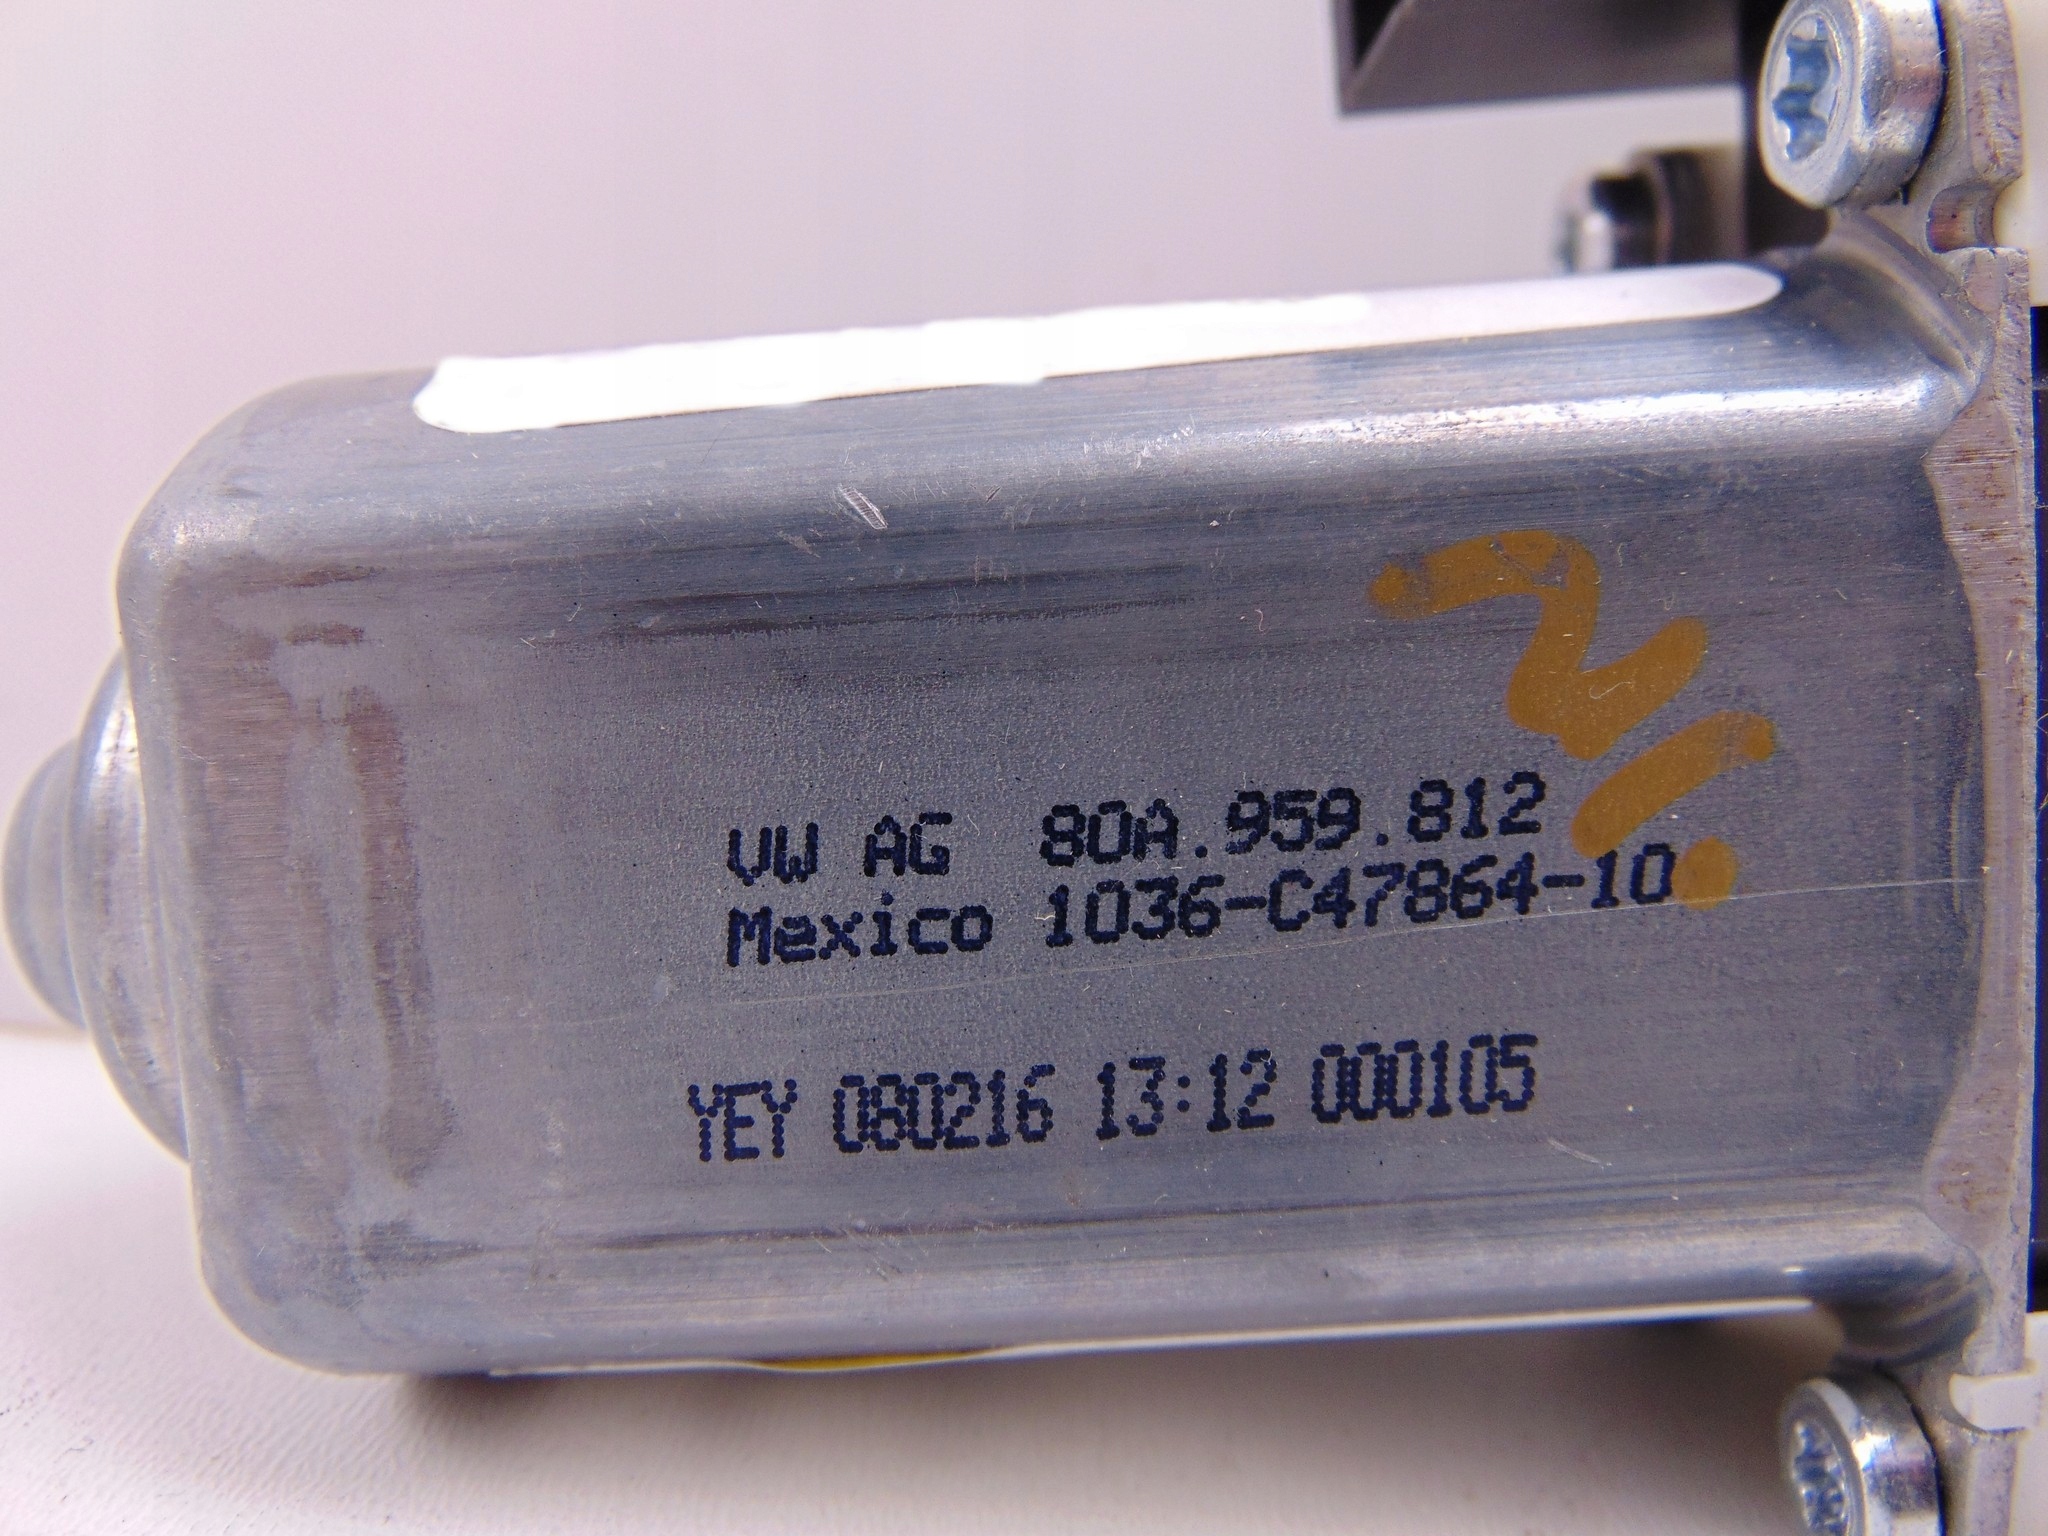 VW AG 80A.959.812
Mexico 1036-C47864-10
YEY 080216 13:12 000105